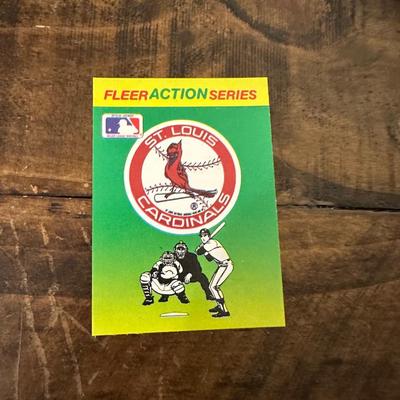 FLEER ACTION SERIES
ST. LOUIS
CARDINALS